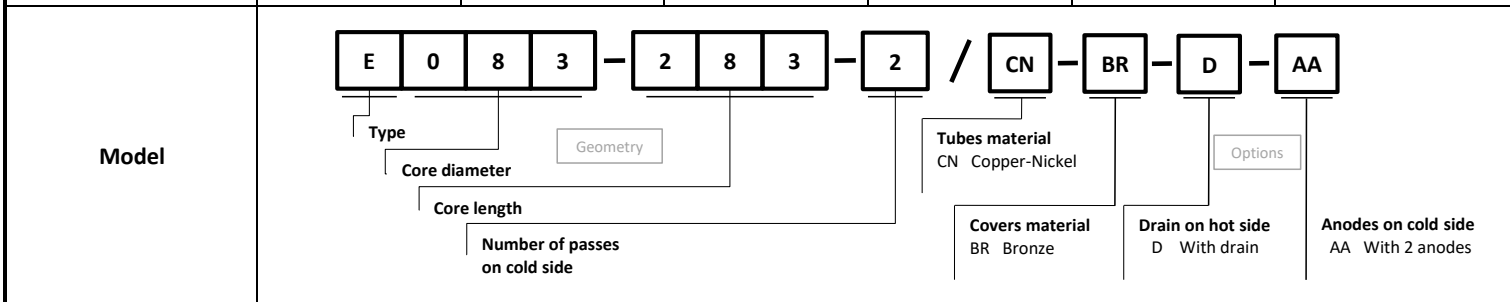 Model
E 0 8 3 – 2 8 3 – 2 / CN – BR – D – AA
Type
Geometry
Core diameter
Core length
Number of passes
on cold side
Tubes material
CN Copper-Nickel
Options
Covers material
BR Bronze
Drain on hot side
D With drain
Anodes on cold side
AA With 2 anodes